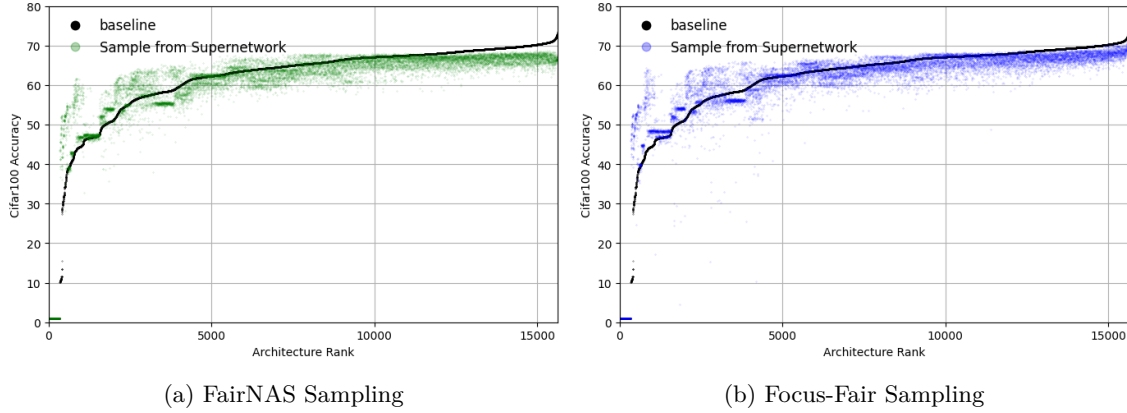 baseline
Sample from Supernetwork
80
70
60
50
40
30
20
10
0
Cifar100 Accuracy
0
5000
10000
15000
Architecture Rank
(a) FairNAS Sampling
baseline
Sample from Supernetwork
80
70
60
50
40
30
20
10
0
Cifar100 Accuracy
0
5000
10000
15000
Architecture Rank
(b) Focus-Fair Sampling